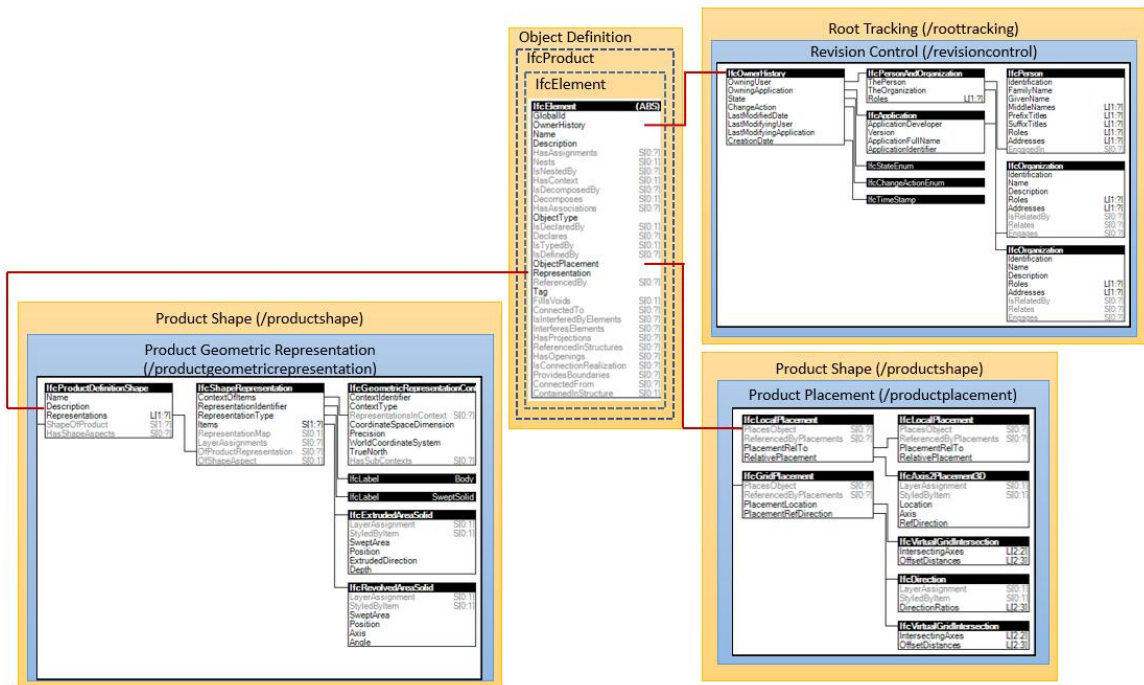 Object Definition
IfcProduct
IfcElement
IfcElement (ABS)
GlobalId
OwnerHistory
Name
Description
HasAssignments S[0:?]
Nests S[0:1]
IsNestedBy S[0:?]
HasContext S[0:1]
IsDecomposedBy S[0:?]
Decomposes S[0:1]
HasAssociations S[0:?]
ObjectType
IsDeclaredBy S[0:1]
Declares S[0:?]
IsTypedBy S[0:1]
IsDefinedBy S[0:?]
ObjectPlacement
Representation
ReferencedBy S[0:?]
Tag
FillsVoids S[0:1]
ConnectedTo S[0:?]
IsInterferedByElements S[0:?]
InterferesElements S[0:?]
HasProjections S[0:?]
ReferencedInStructures S[0:?]
HasOpenings S[0:?]
IsConnectionRealization S[0:?]
ProvidesBoundaries S[0:?]
ConnectedFrom S[0:?]
ContainedInStructure S[0:1]
Root Tracking (/roottracking)
Revision Control (/revisioncontrol)
IfcOwnerHistory
OwningUser
OwningApplication
State
ChangeAction
LastModifiedDate
LastModifyingUser
LastModifyingApplication
CreationDate
IfcPersonAndOrganization
ThePerson
TheOrganization
Roles L[1:?]
IfcApplication
ApplicationDeveloper
Version
ApplicationFullName
ApplicationIdentifier
IfcStateEnum
IfcChangeActionEnum
IfcTimeStamp
IfcPerson
Identification
FamilyName
GivenName
MiddleNames L[1:?]
PrefixTitles L[1:?]
SuffixTitles L[1:?]
Roles L[1:?]
Addresses L[1:?]
EngagedIn S[0:?]
IfcOrganization
Identification
Name
Description
Roles L[1:?]
Addresses L[1:?]
IsRelatedBy S[0:?]
Relates S[0:?]
Engages S[0:?]
IfcOrganization
Identification
Name
Description
Roles L[1:?]
Addresses L[1:?]
IsRelatedBy S[0:?]
Relates S[0:?]
Engages S[0:?]
Product Shape (/productshape)
Product Geometric Representation
(/productgeometricrepresentation)
IfcProductDefinitionShape
Name
Description
Representations L[1:?]
ShapeOfProduct S[1:?]
HasShapeAspects S[0:?]
IfcShapeRepresentation
ContextOfItems
RepresentationIdentifier
RepresentationType
Items S[1:?]
RepresentationMap S[0:1]
LayerAssignments S[0:?]
OfProductRepresentation S[0:?]
OfShapeAspect S[0:1]
IfcGeometricRepresentationCont
ContextIdentifier
ContextType
RepresentationsInContext S[0:?]
CoordinateSpaceDimension
Precision
WorldCoordinateSystem
TrueNorth
HasSubContexts S[0:?]
IfcLabel Body
IfcLabel SweptSolid
IfcExtrudedAreaSolid
LayerAssignment S[0:1]
StyledByItem S[0:1]
SweptArea
Position
ExtrudedDirection
Depth
IfcRevolvedAreaSolid
LayerAssignment S[0:1]
StyledByItem S[0:1]
SweptArea
Position
Axis
Angle
Product Shape (/productshape)
Product Placement (/productplacement)
IfcLocalPlacement
PlacesObject S[0:?]
ReferencedByPlacements S[0:?]
PlacementRelTo
RelativePlacement
IfcGridPlacement
PlacesObject S[0:?]
ReferencedByPlacements S[0:?]
PlacementLocation
PlacementRefDirection
IfcLocalPlacement
PlacesObject S[0:?]
ReferencedByPlacements S[0:?]
PlacementRelTo
RelativePlacement
IfcAxis2Placement3D
LayerAssignment S[0:1]
StyledByItem S[0:1]
Location
Axis
RefDirection
IfcVirtualGridIntersection
IntersectingAxes L[2:2]
OffsetDistances L[2:3]
IfcDirection
LayerAssignment S[0:1]
StyledByItem S[0:1]
DirectionRatios L[2:3]
IfcVirtualGridIntersection
IntersectingAxes L[2:2]
OffsetDistances L[2:3]